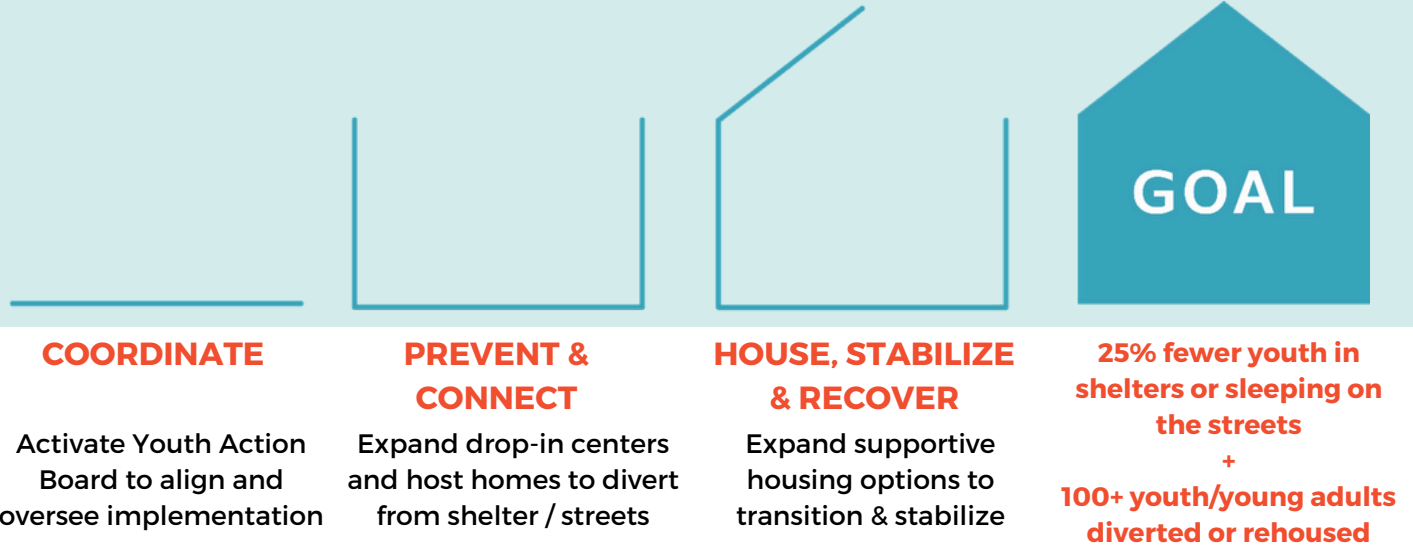 GOAL
COORDINATE
Activate Youth Action
Board to align and
oversee implementation
PREVENT &
CONNECT
Expand drop-in centers
and host homes to divert
from shelter / streets
HOUSE, STABILIZE
& RECOVER
Expand supportive
housing options to
transition & stabilize
25% fewer youth in
shelters or sleeping on
the streets
+
100+ youth/young adults
diverted or rehoused